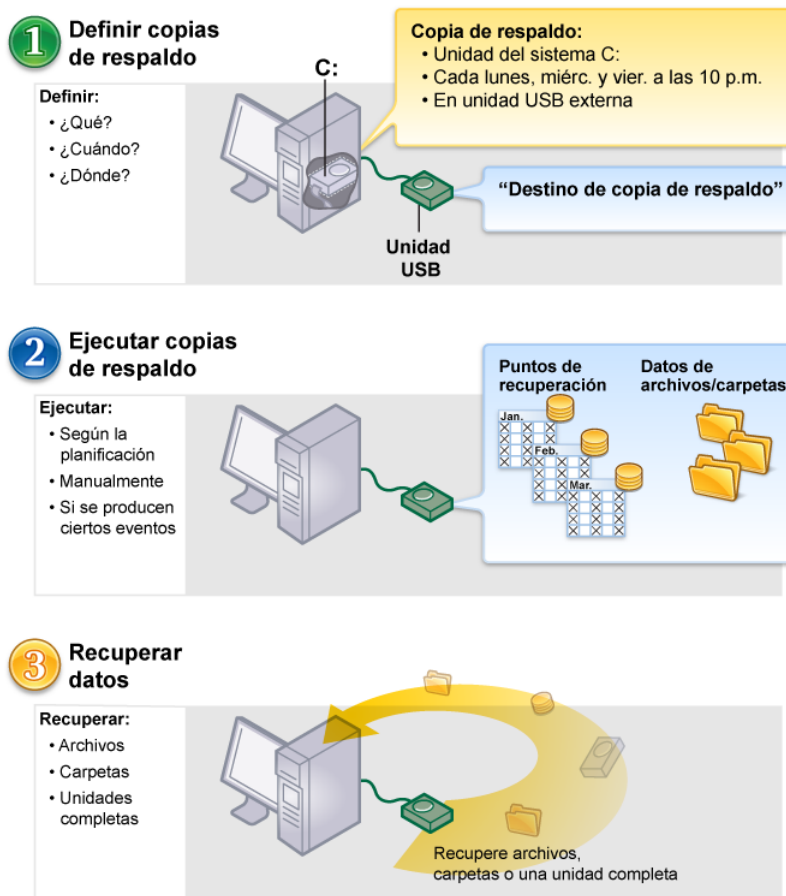 1
Definir copias
de respaldo
Definir:
• ¿Qué?
• ¿Cuándo?
• ¿Dónde?
C:
Copia de respaldo:
• Unidad del sistema C:
• Cada lunes, miérc. y vier. a las 10 p.m.
• En unidad USB externa
“Destino de copia de respaldo”
Unidad
USB
2
Ejecutar copias
de respaldo
Ejecutar:
• Según la
planificación
• Manualmente
• Si se producen
ciertos eventos
Puntos de
recuperación
Jan.
Feb.
Mar.
Datos de
archivos/carpetas
3
Recuperar
datos
Recuperar:
• Archivos
• Carpetas
• Unidades
completas
Recupere archivos,
carpetas o una unidad completa